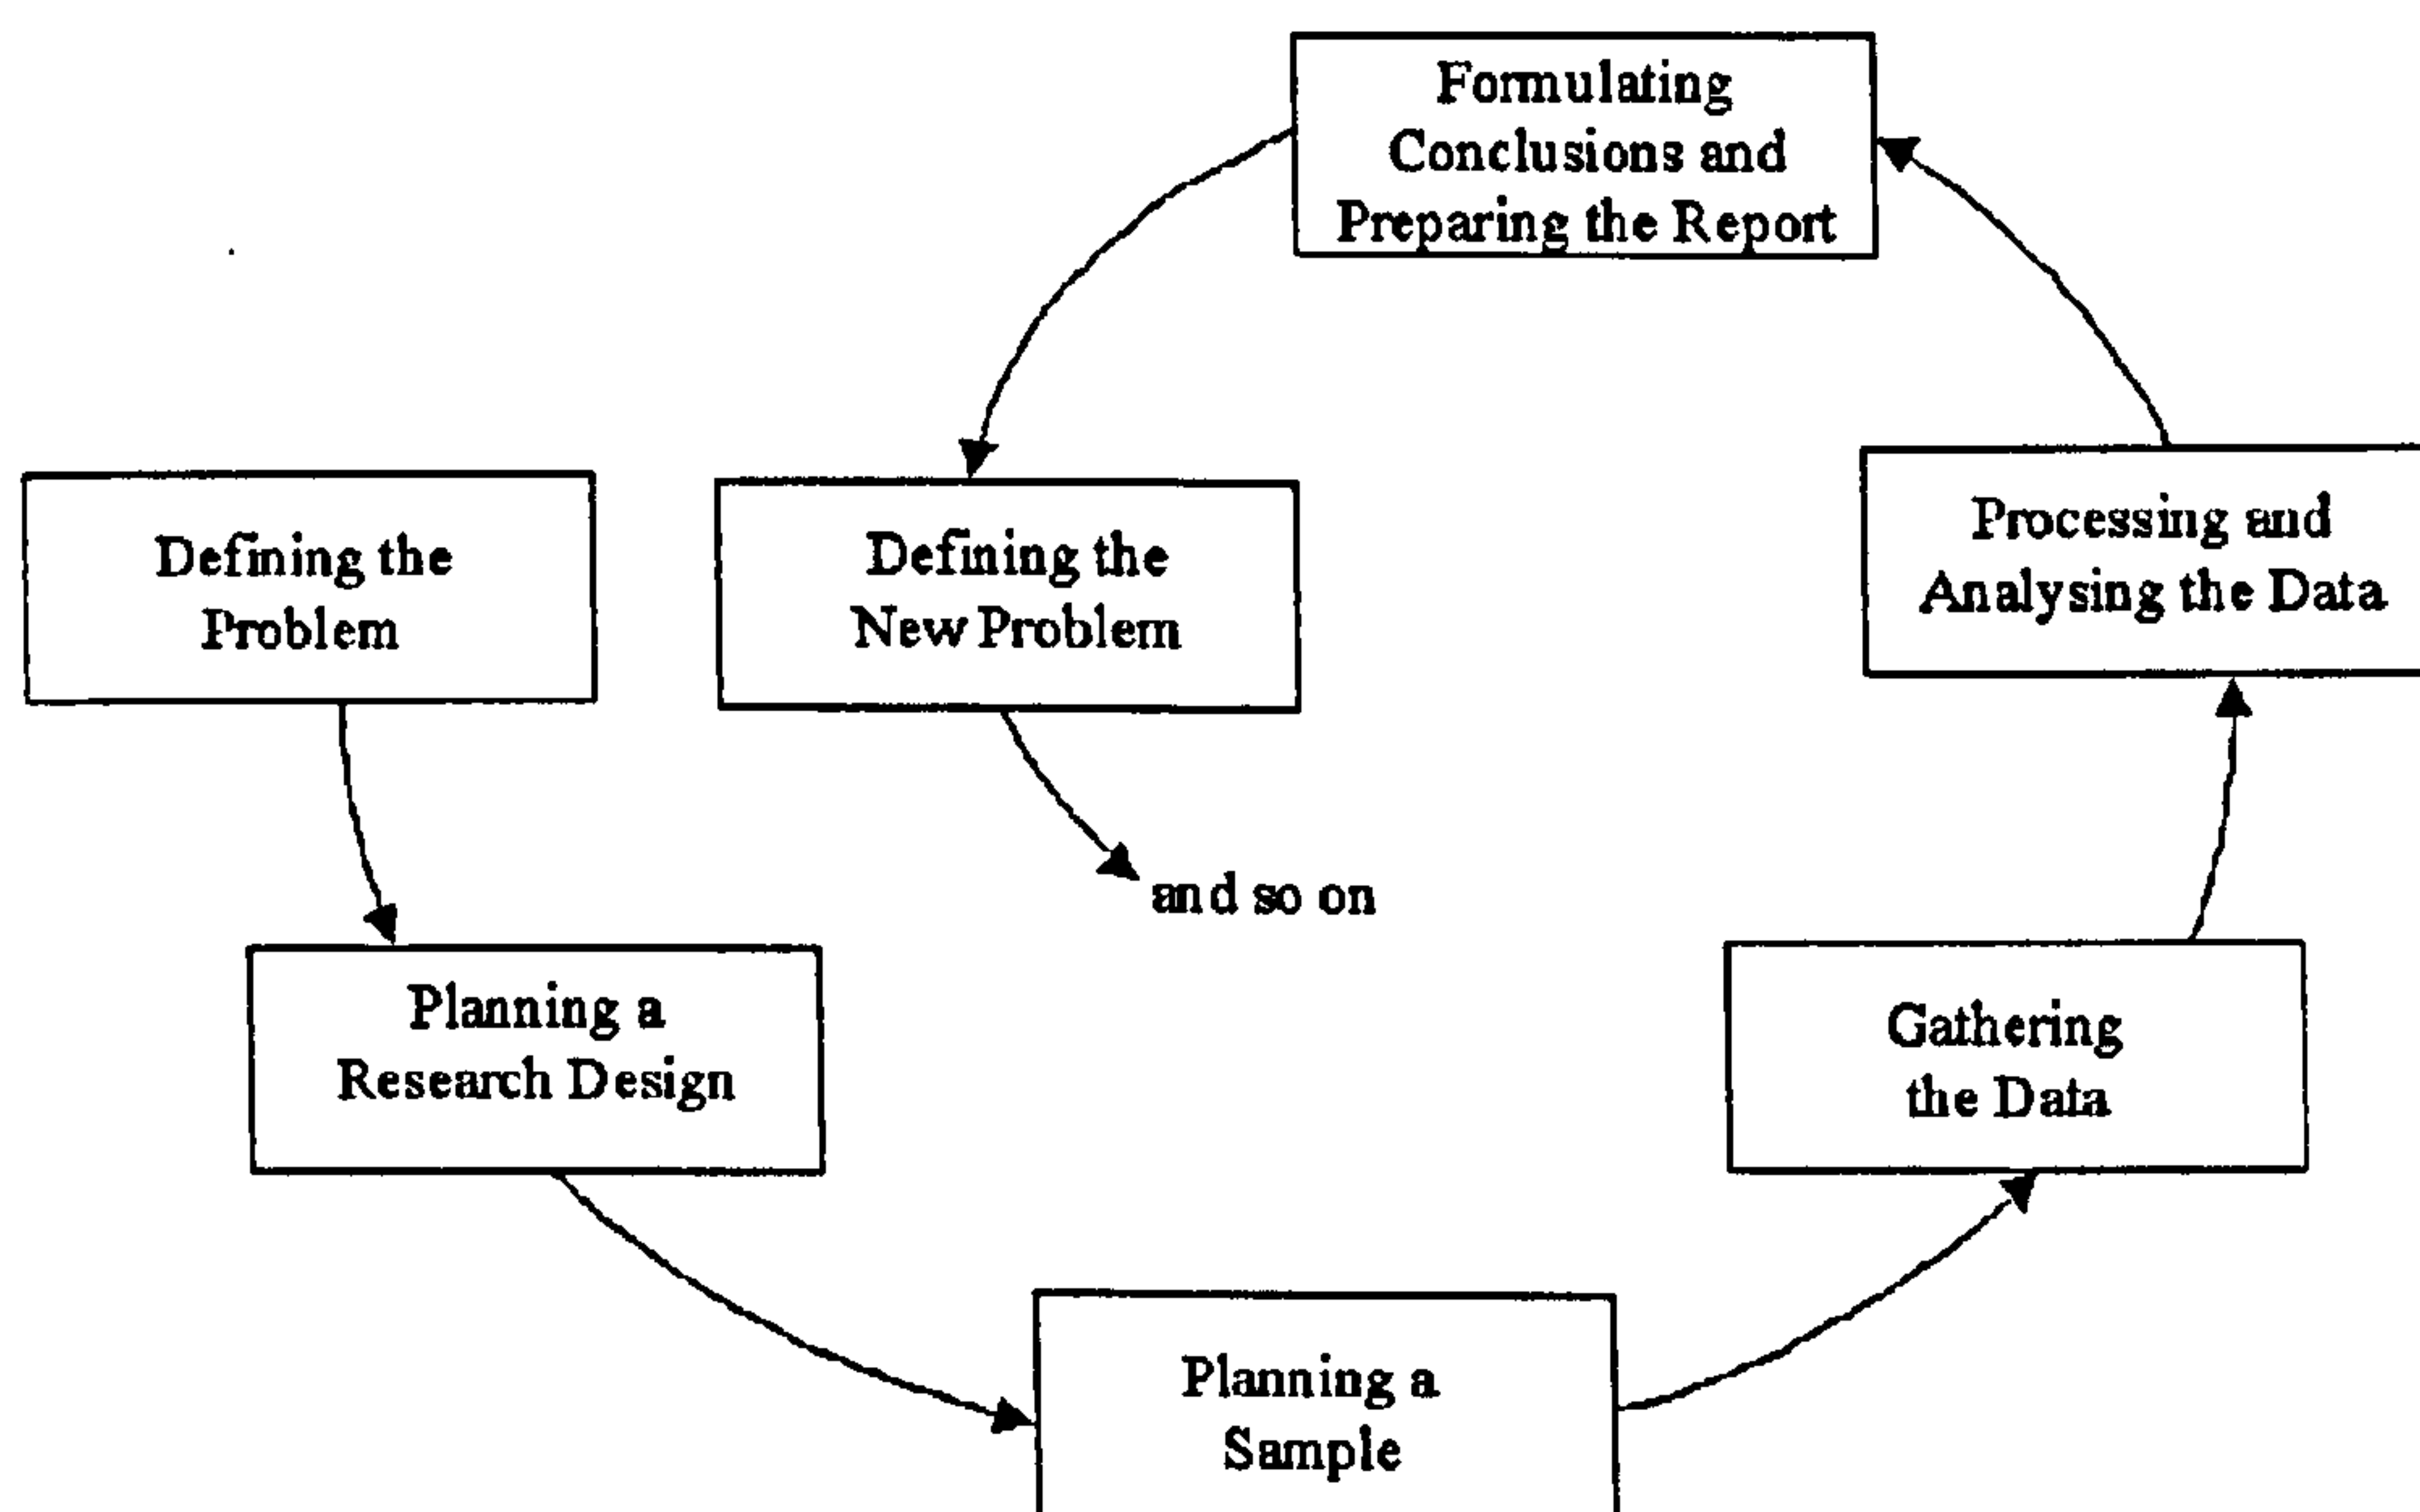 Formulating
Conclusions and
Preparing the Report
Defining the
Problem
Defining the
New Problem
Processing and
Analysing the Data
and so on
Planning a
Research Design
Gathering
the Data
Planning a
Sample